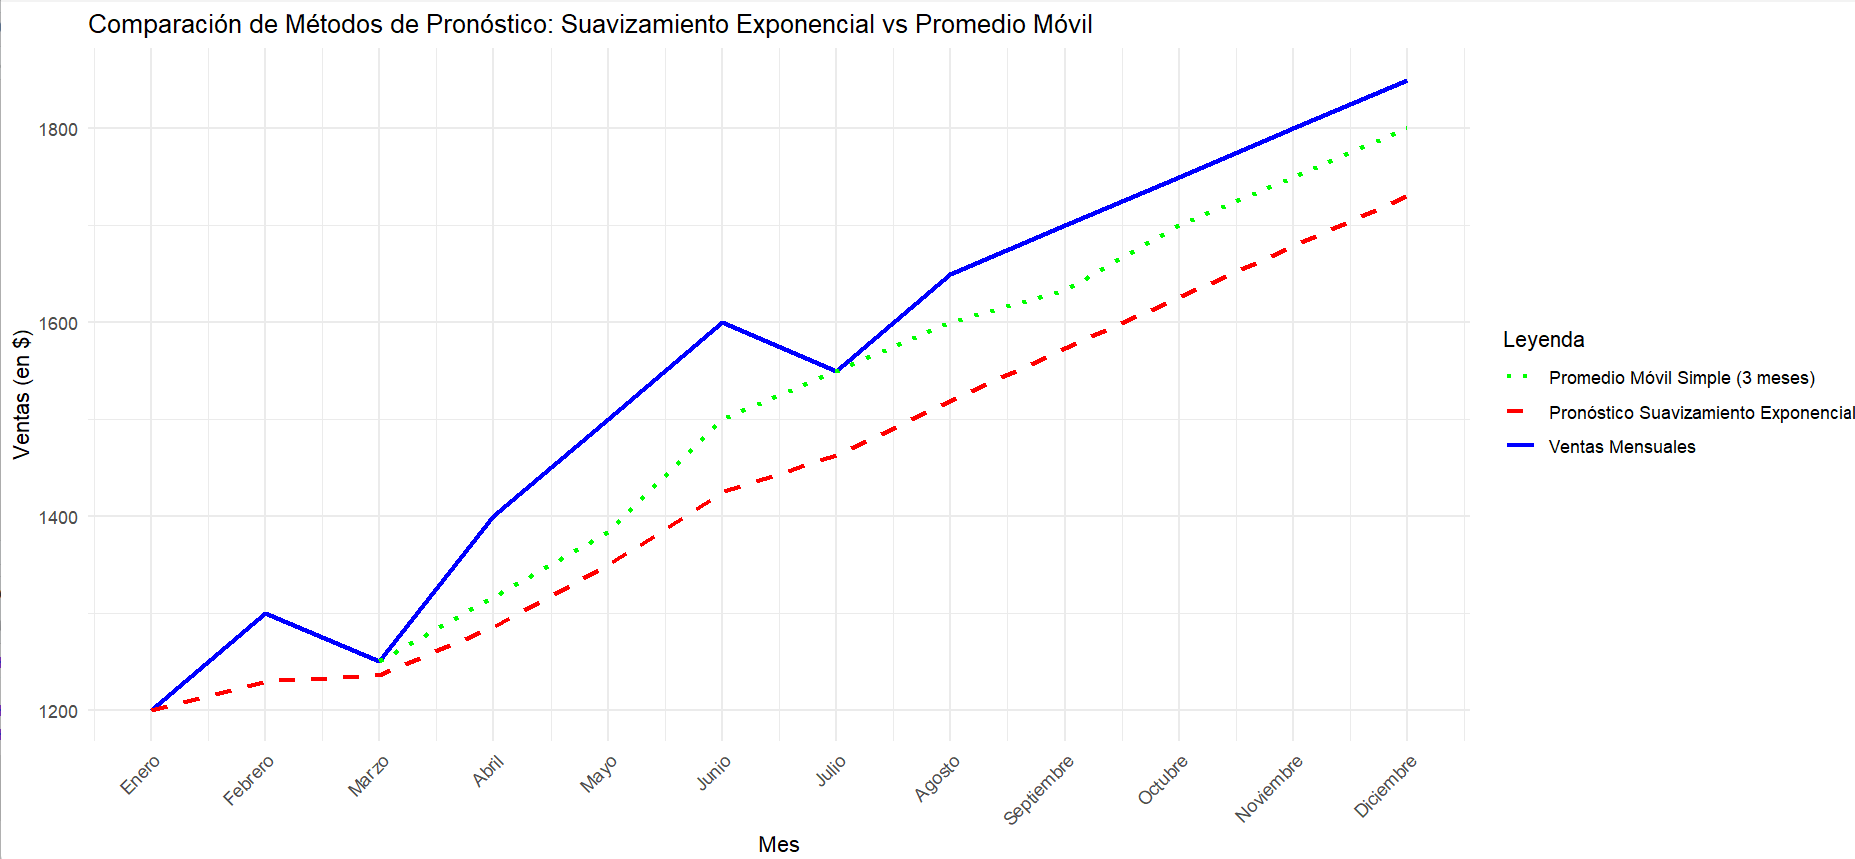 Comparación de Métodos de Pronóstico: Suavizamiento Exponencial vs Promedio Móvil
Ventas (en $)
1800
1600
1400
1200
Enero
Febrero
Marzo
Abril
Mayo
Junio
Julio
Agosto
Septiembre
Octubre
Noviembre
Diciembre
Mes
Leyenda
Promedio Móvil Simple (3 meses)
Pronóstico Suavizamiento Exponencial
Ventas Mensuales